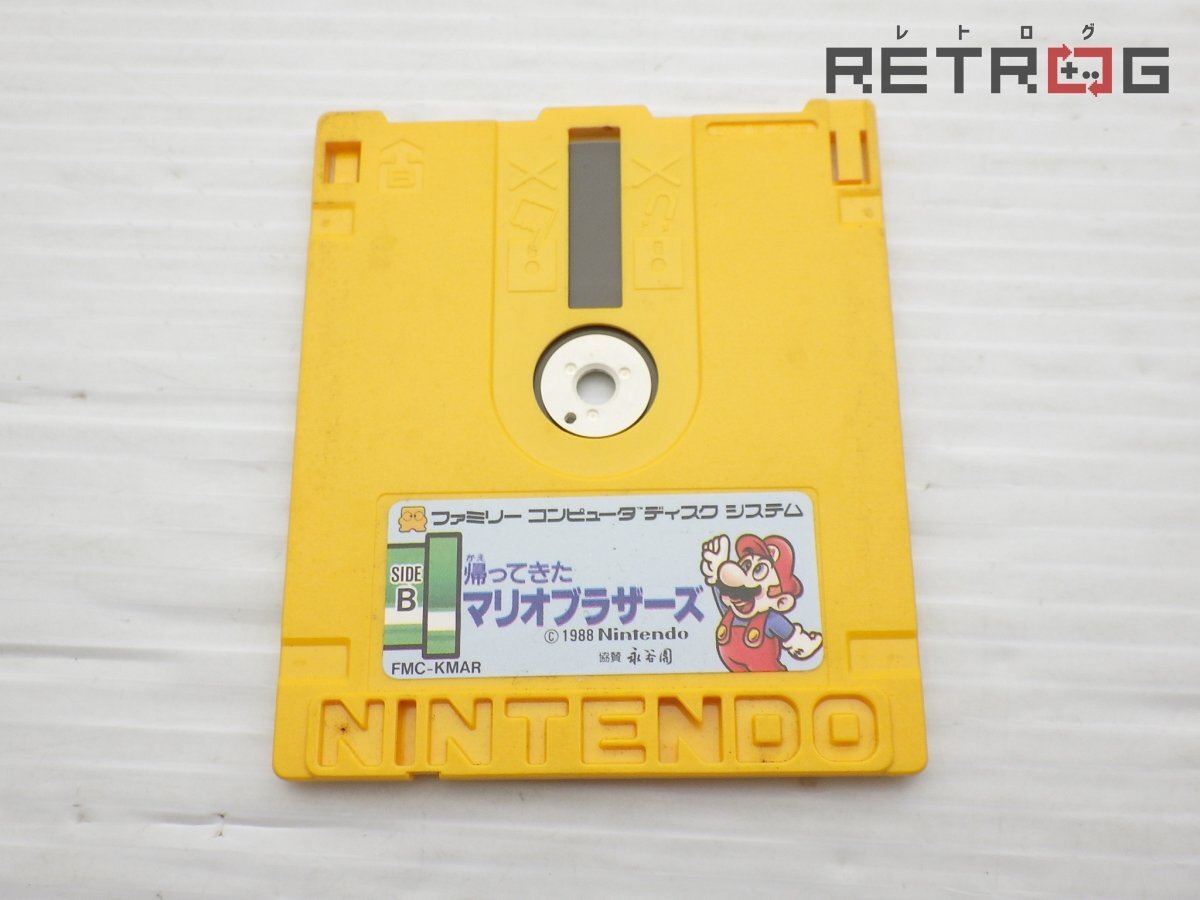 レトログ
RETROG
ファミリー コンピュータ™ ディスク システム
SIDE
B
かえ
帰ってきた
マリオブラザーズ
© 1988 Nintendo
協賛 永谷園
FMC-KMAR
NINTENDO